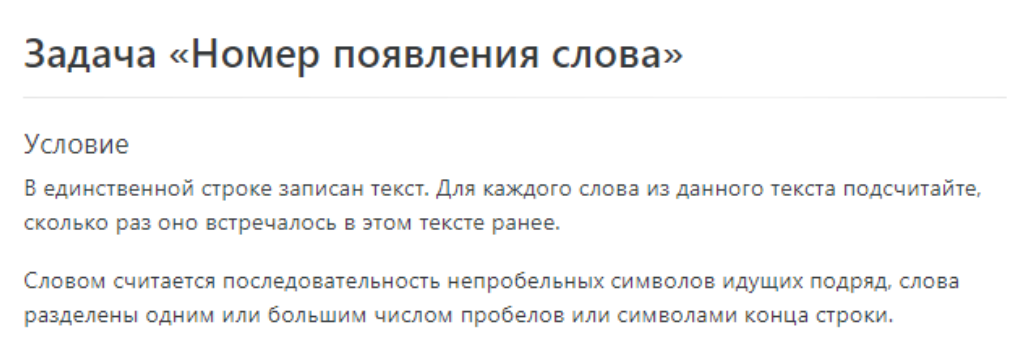 Задача «Номер появления слова»
Условие
В единственной строке записан текст. Для каждого слова из данного текста подсчитайте,
сколько раз оно встречалось в этом тексте ранее.
Словом считается последовательность непробельных символов идущих подряд, слова
разделены одним или большим числом пробелов или символами конца строки.